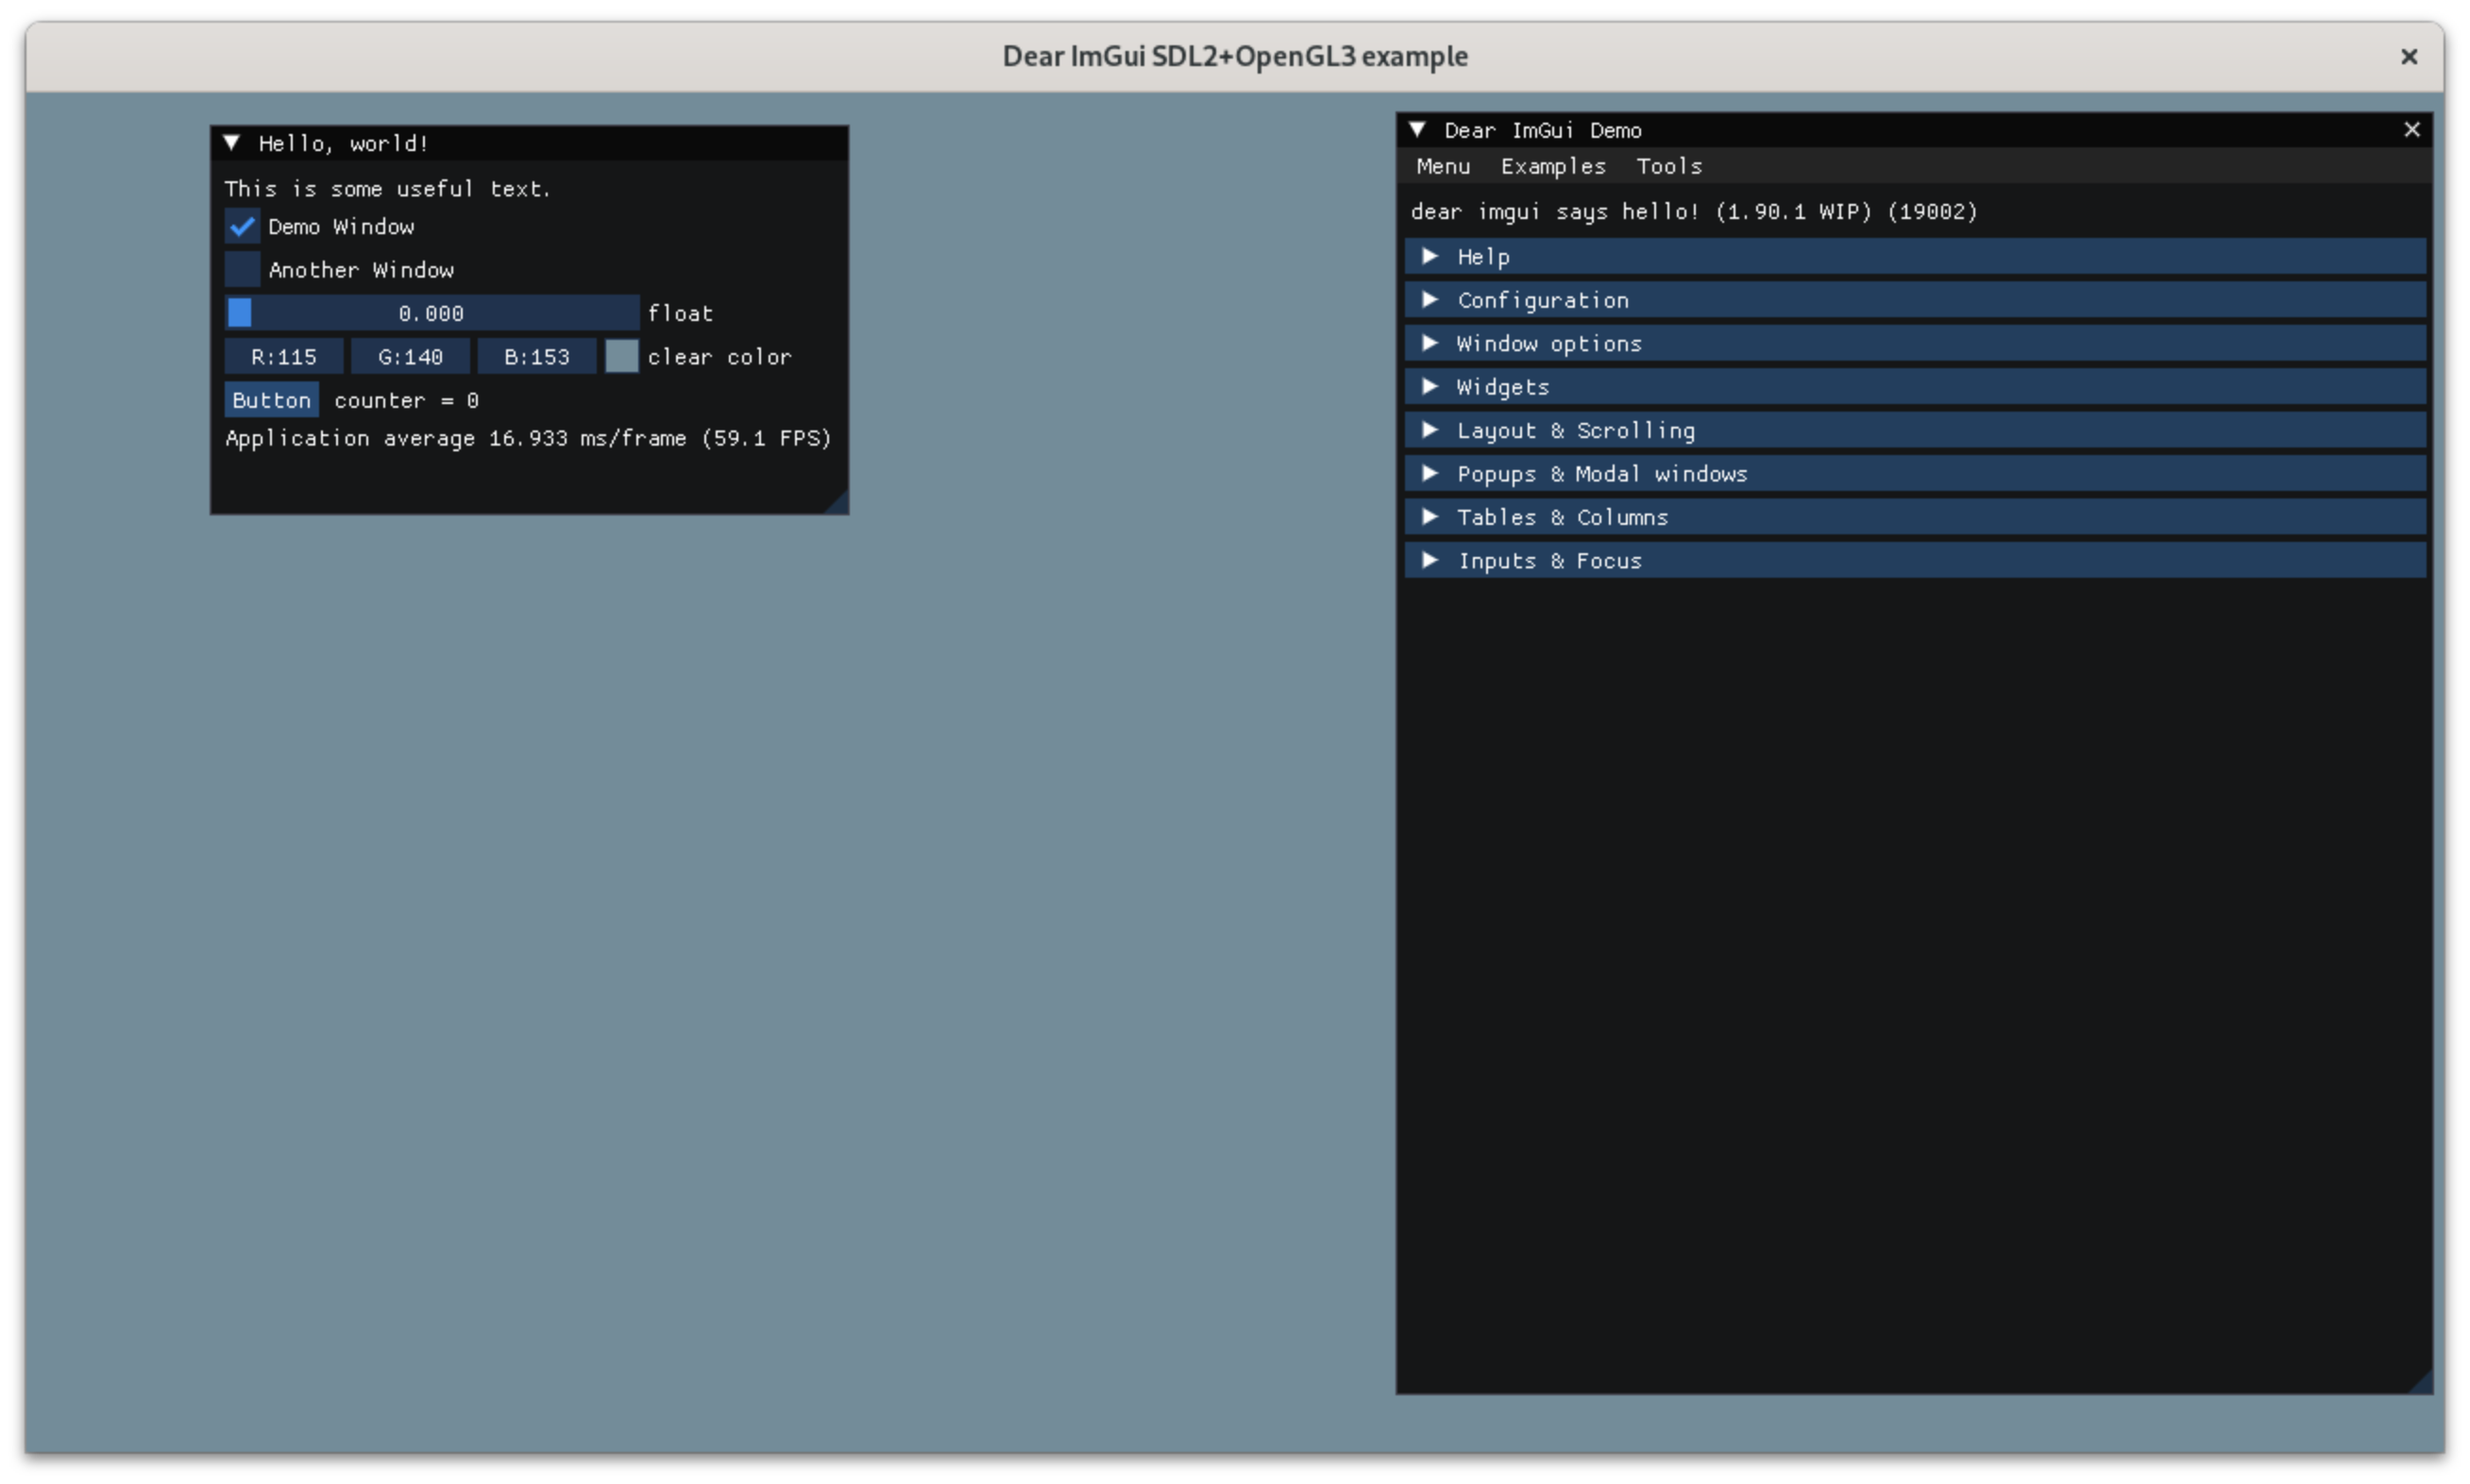 Dear ImGui SDL2+OpenGL3 example
Hello, world!
This is some useful text.
Demo Window
Another Window
0.000 float
R:115 G:140 B:153 clear color
Button counter = 0
Application average 16.933 ms/frame (59.1 FPS)
Dear ImGui Demo
Menu Examples Tools
dear imgui says hello! (1.90.1 WIP) (19002)
Help
Configuration
Window options
Widgets
Layout & Scrolling
Popups & Modal windows
Tables & Columns
Inputs & Focus